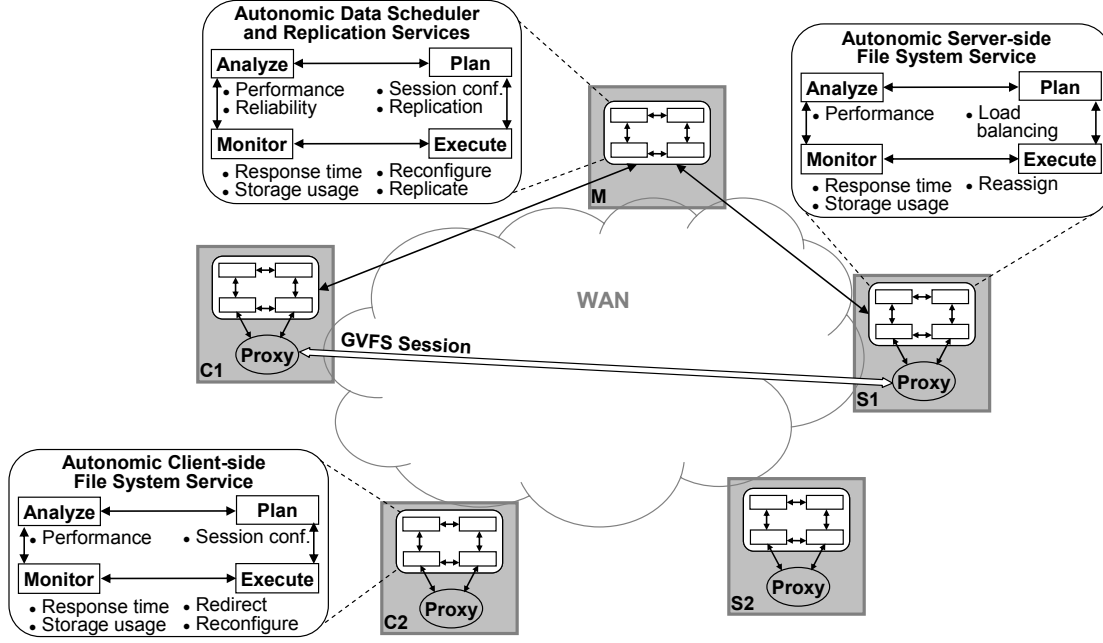 Autonomic Data Scheduler
and Replication Services
Analyze
Plan
• Performance
• Reliability
• Session conf.
• Replication
Monitor
Execute
• Response time
• Storage usage
• Reconfigure
• Replicate
Autonomic Server-side
File System Service
Analyze
Plan
• Performance
• Load
balancing
Monitor
Execute
• Response time
• Storage usage
• Reassign
M
WAN
GVFS Session
Proxy
C1
Proxy
S1
Autonomic Client-side
File System Service
Analyze
Plan
• Performance
• Session conf.
Monitor
Execute
• Response time
• Storage usage
• Redirect
• Reconfigure
Proxy
C2
Proxy
S2